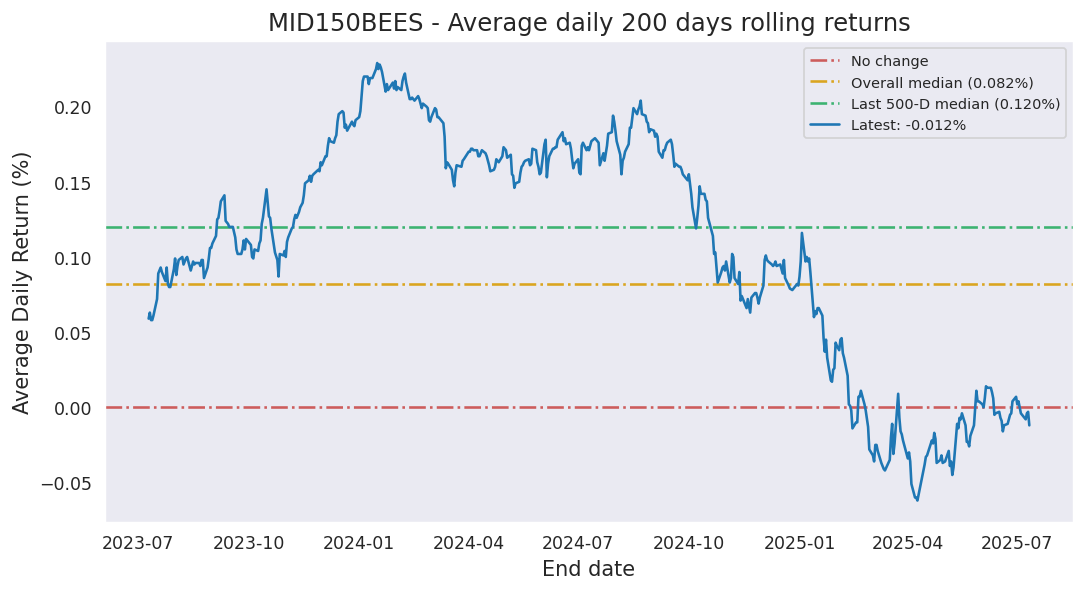 MID150BEES - Average daily 200 days rolling returns
No change
Overall median (0.082%)
Last 500-D median (0.120%)
Latest: -0.012%
Average Daily Return (%)
0.20
0.15
0.10
0.05
0.00
−0.05
2023-07 2023-10 2024-01 2024-04 2024-07 2024-10 2025-01 2025-04 2025-07
End date